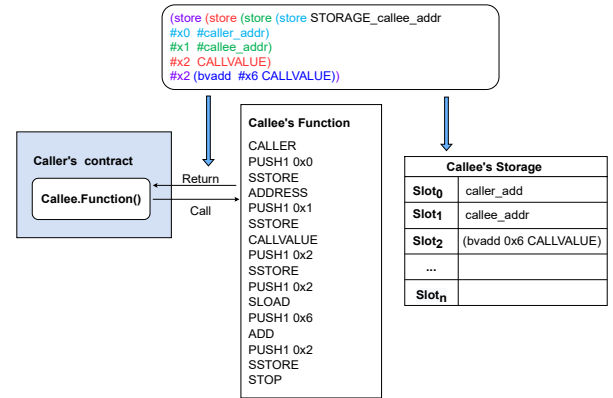 (store (store (store (store STORAGE_callee_addr
#x0 #caller_addr)
#x1 #callee_addr)
#x2 CALLVALUE)
#x2 (bvadd #x6 CALLVALUE))
Caller's contract
Callee.Function()
Return
Call
Callee's Function
CALLER
PUSH1 0x0
SSTORE
ADDRESS
PUSH1 0x1
SSTORE
CALLVALUE
PUSH1 0x2
SSTORE
PUSH1 0x2
SLOAD
PUSH1 0x6
ADD
PUSH1 0x2
SSTORE
STOP
Callee's Storage
Slot0 caller_add
Slot1 callee_addr
Slot2 (bvadd 0x6 CALLVALUE)
...
Slotn